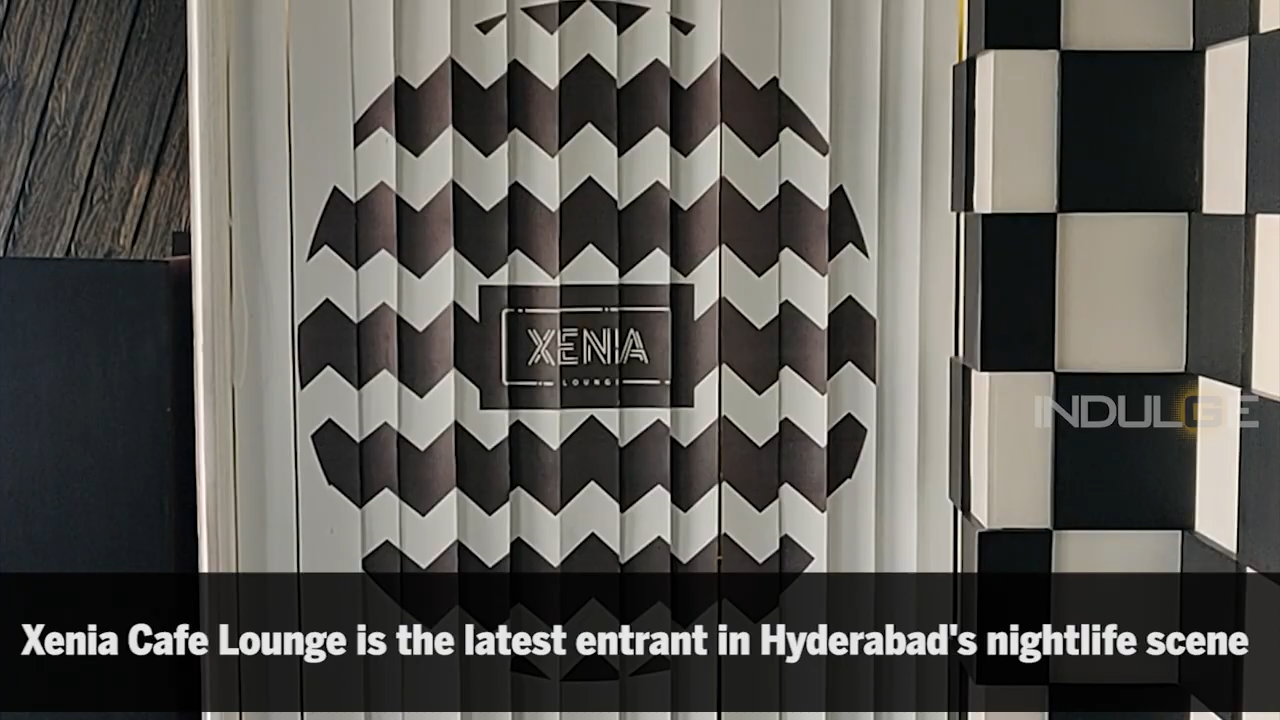 XENIA
LOUNGE
INDULGE
Xenia Cafe Lounge is the latest entrant in Hyderabad's nightlife scene